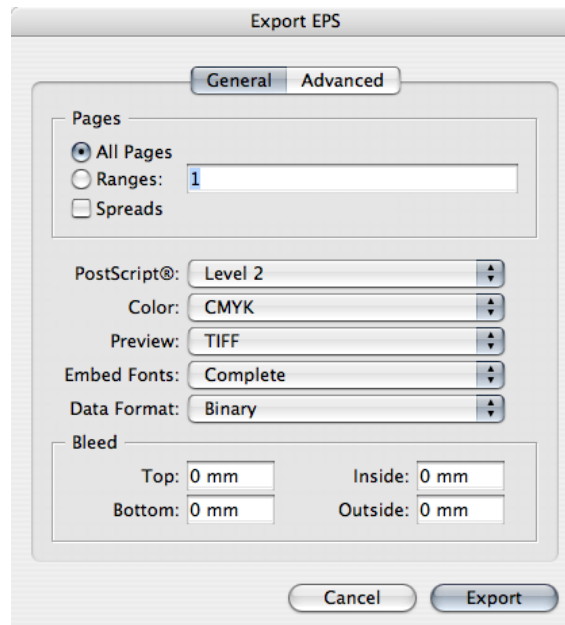 Export EPS
General Advanced
Pages
All Pages
Ranges: 1
Spreads
PostScript®: Level 2
Color: CMYK
Preview: TIFF
Embed Fonts: Complete
Data Format: Binary
Bleed
Top: 0 mm Inside: 0 mm
Bottom: 0 mm Outside: 0 mm
Cancel Export